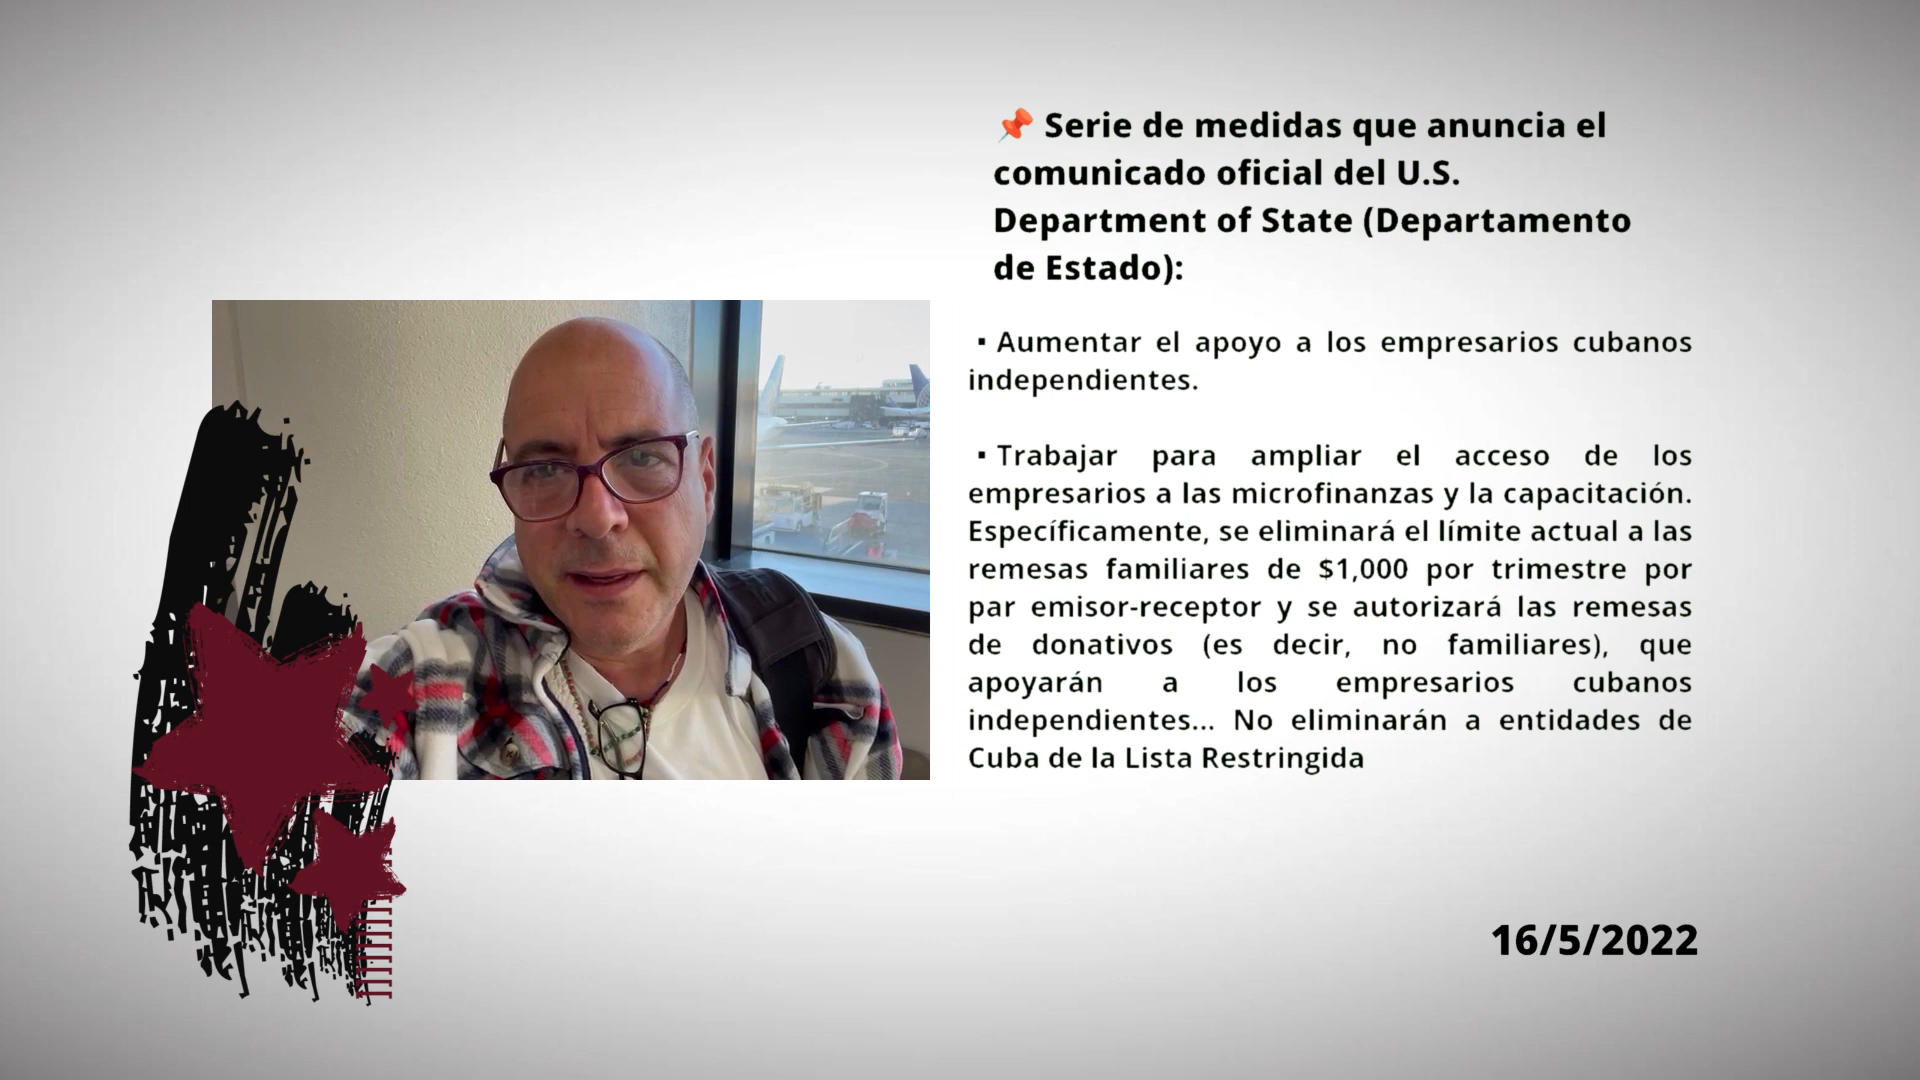 📌 Serie de medidas que anuncia el
comunicado oficial del U.S.
Department of State (Departamento
de Estado):
▪ Aumentar el apoyo a los empresarios cubanos
independientes.
▪ Trabajar para ampliar el acceso de los
empresarios a las microfinanzas y la capacitación.
Específicamente, se eliminará el límite actual a las
remesas familiares de $1,000 por trimestre por
par emisor-receptor y se autorizará las remesas
de donativos (es decir, no familiares), que
apoyarán a los empresarios cubanos
independientes... No eliminarán a entidades de
Cuba de la Lista Restringida
16/5/2022